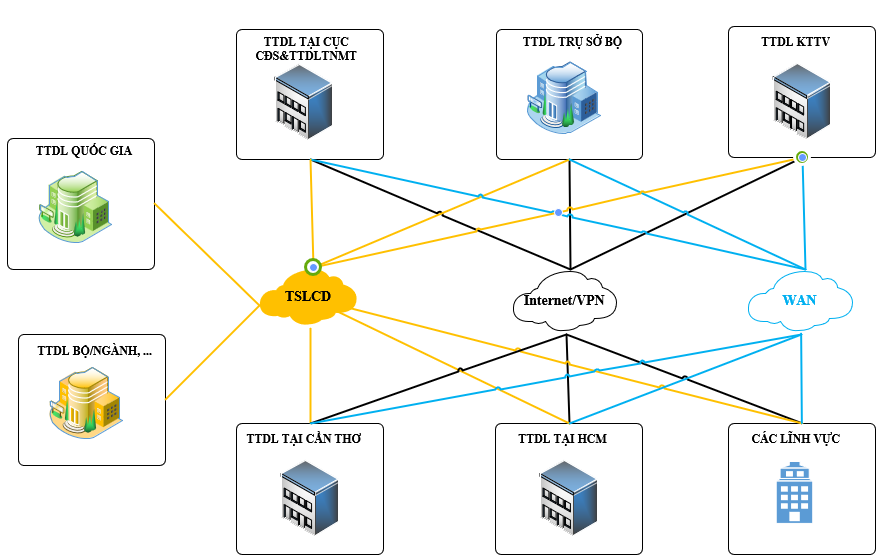 TTDL TẠI CỤC
CĐS&TTDLTNMT
TTDL TRỤ SỞ BỘ
TTDL KTTV
TTDL QUỐC GIA
TSLCD
Internet/VPN
WAN
TTDL BỘ/NGÀNH, ...
TTDL TẠI CẦN THƠ
TTDL TẠI HCM
CÁC LĨNH VỰC